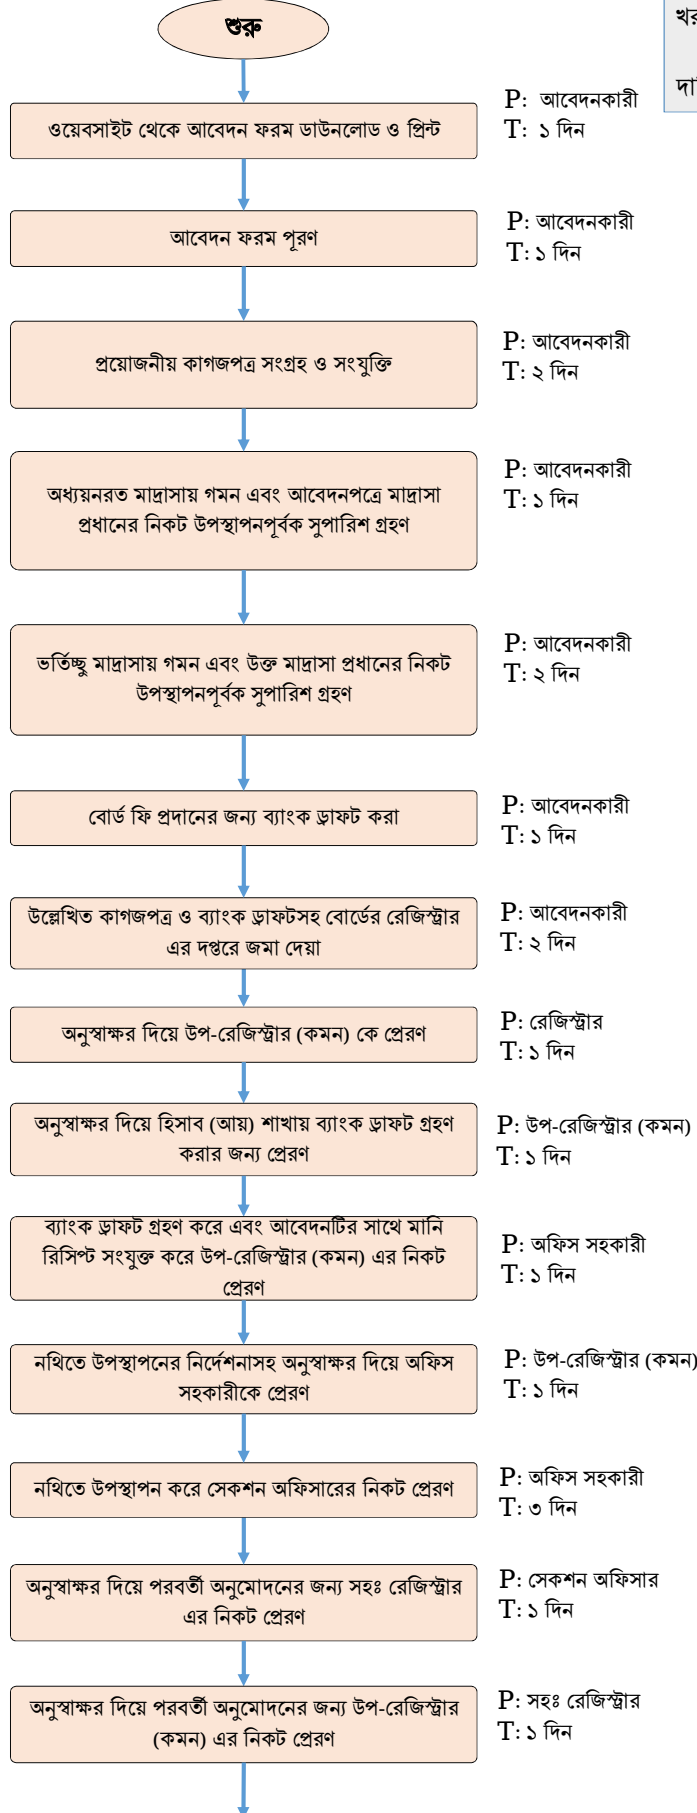 শুরু
ওয়েবসাইট থেকে আবেদন ফরম ডাউনলোড ও প্রিন্ট
P: আবেদনকারী
T: ১ দিন
আবেদন ফরম পূরণ
P: আবেদনকারী
T: ১ দিন
প্রয়োজনীয় কাগজপত্র সংগ্রহ ও সংযুক্তি
P: আবেদনকারী
T: ২ দিন
অধ্যয়নরত মাদ্রাসায় গমন এবং আবেদনপত্রে মাদ্রাসা
প্রধানের নিকট উপস্থাপনপূর্বক সুপারিশ গ্রহণ
P: আবেদনকারী
T: ১ দিন
ভর্তিচ্ছু মাদ্রাসায় গমন এবং উক্ত মাদ্রাসা প্রধানের নিকট
উপস্থাপনপূর্বক সুপারিশ গ্রহণ
P: আবেদনকারী
T: ২ দিন
বোর্ড ফি প্রদানের জন্য ব্যাংক ড্রাফট করা
P: আবেদনকারী
T: ১ দিন
উল্লেখিত কাগজপত্র ও ব্যাংক ড্রাফটসহ বোর্ডের রেজিস্ট্রার
এর দপ্তরে জমা দেয়া
P: আবেদনকারী
T: ২ দিন
অনুস্বাক্ষর দিয়ে উপ-রেজিস্ট্রার (কমন) কে প্রেরণ
P: রেজিস্ট্রার
T: ১ দিন
অনুস্বাক্ষর দিয়ে হিসাব (আয়) শাখায় ব্যাংক ড্রাফট গ্রহণ
করার জন্য প্রেরণ
P: উপ-রেজিস্ট্রার (কমন)
T: ১ দিন
ব্যাংক ড্রাফট গ্রহণ করে এবং আবেদনটির সাথে মানি
রিসিপ্ট সংযুক্ত করে উপ-রেজিস্ট্রার (কমন) এর নিকট
প্রেরণ
P: অফিস সহকারী
T: ১ দিন
নথিতে উপস্থাপনের নির্দেশনাসহ অনুস্বাক্ষর দিয়ে অফিস
সহকারীকে প্রেরণ
P: উপ-রেজিস্ট্রার (কমন)
T: ১ দিন
নথিতে উপস্থাপন করে সেকশন অফিসারের নিকট প্রেরণ
P: অফিস সহকারী
T: ৩ দিন
অনুস্বাক্ষর দিয়ে পরবর্তী অনুমোদনের জন্য সহঃ রেজিস্ট্রার
এর নিকট প্রেরণ
P: সেকশন অফিসার
T: ১ দিন
অনুস্বাক্ষর দিয়ে পরবর্তী অনুমোদনের জন্য উপ-রেজিস্ট্রার
(কমন) এর নিকট প্রেরণ
P: সহঃ রেজিস্ট্রার
T: ১ দিন